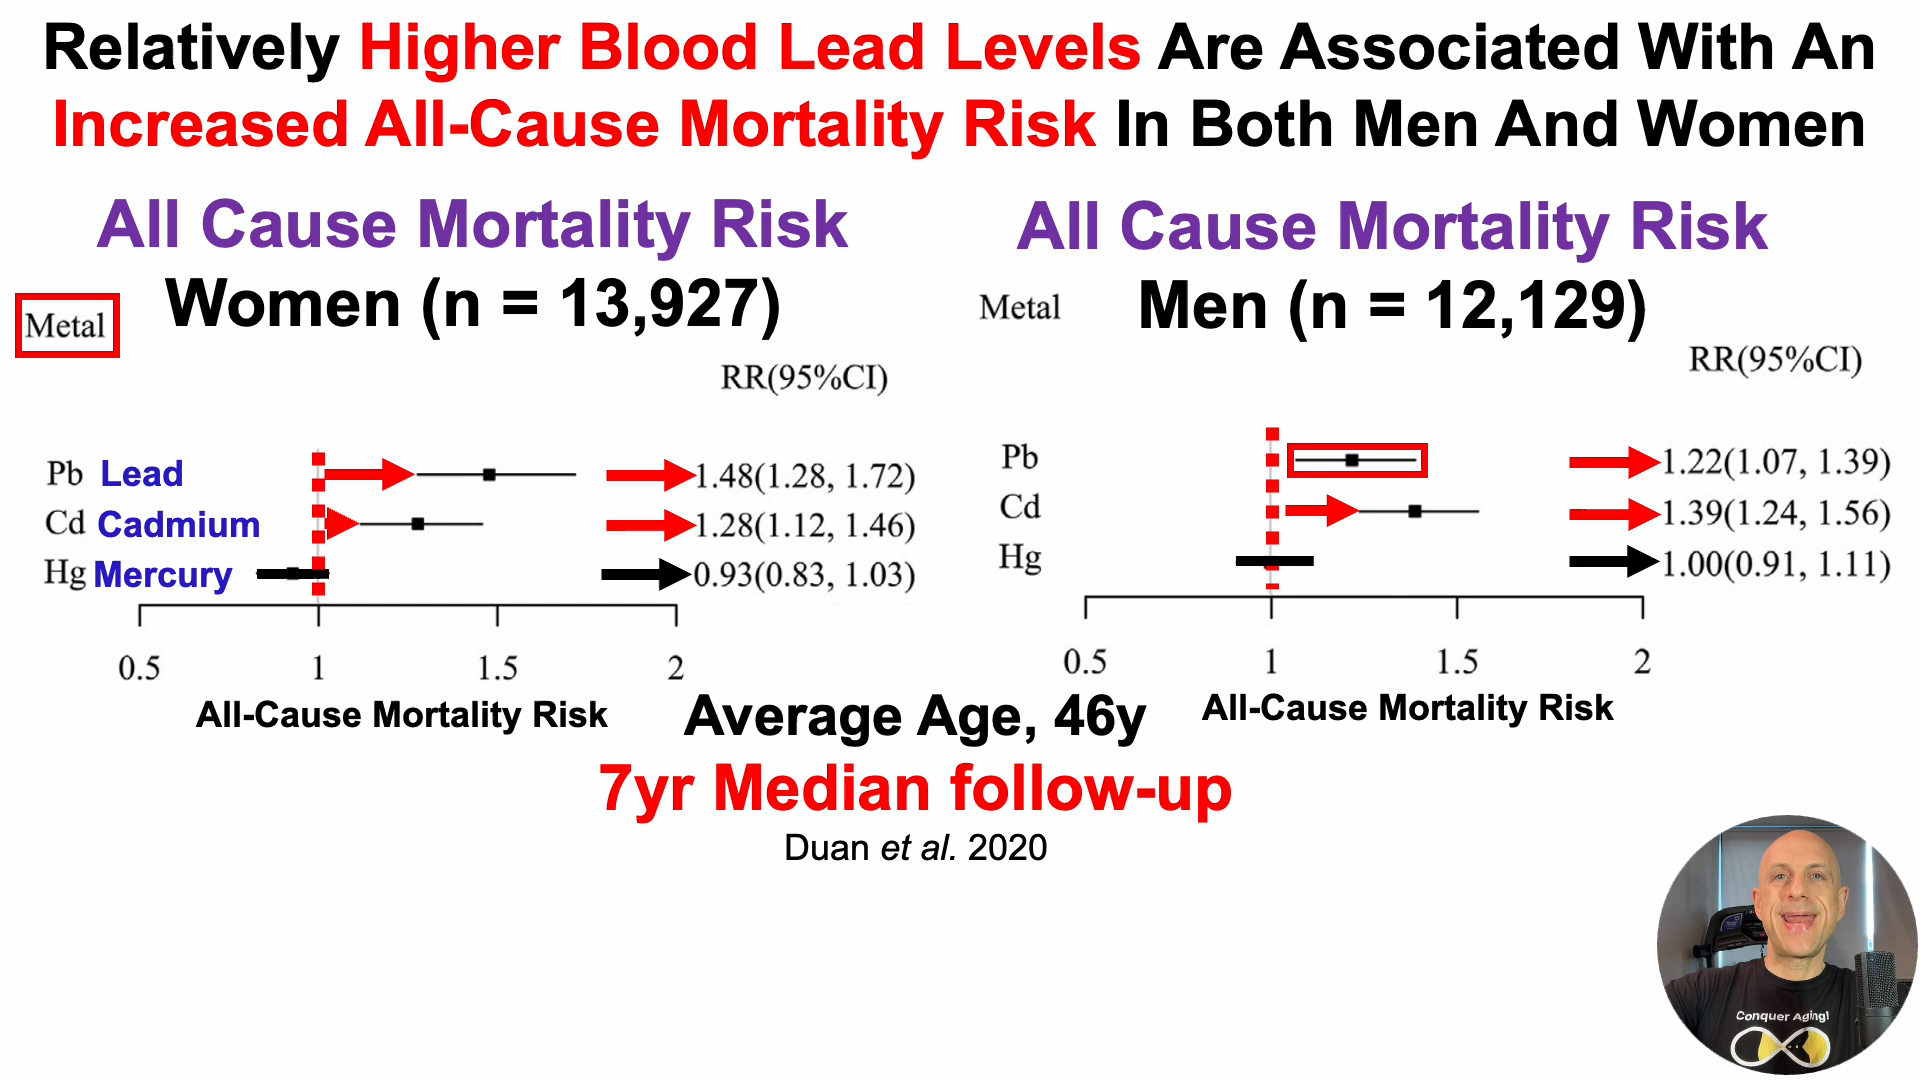 Relatively Higher Blood Lead Levels Are Associated With An
Increased All-Cause Mortality Risk In Both Men And Women
All Cause Mortality Risk
Women (n = 13,927)
Metal
RR(95%CI)
Pb Lead 1.48(1.28, 1.72)
Cd Cadmium 1.28(1.12, 1.46)
Hg Mercury 0.93(0.83, 1.03)
0.5 1 1.5 2
All-Cause Mortality Risk
All Cause Mortality Risk
Men (n = 12,129)
Metal
RR(95%CI)
Pb 1.22(1.07, 1.39)
Cd 1.39(1.24, 1.56)
Hg 1.00(0.91, 1.11)
0.5 1 1.5 2
All-Cause Mortality Risk
Average Age, 46y
7yr Median follow-up
Duan et al. 2020
Conquer Aging!